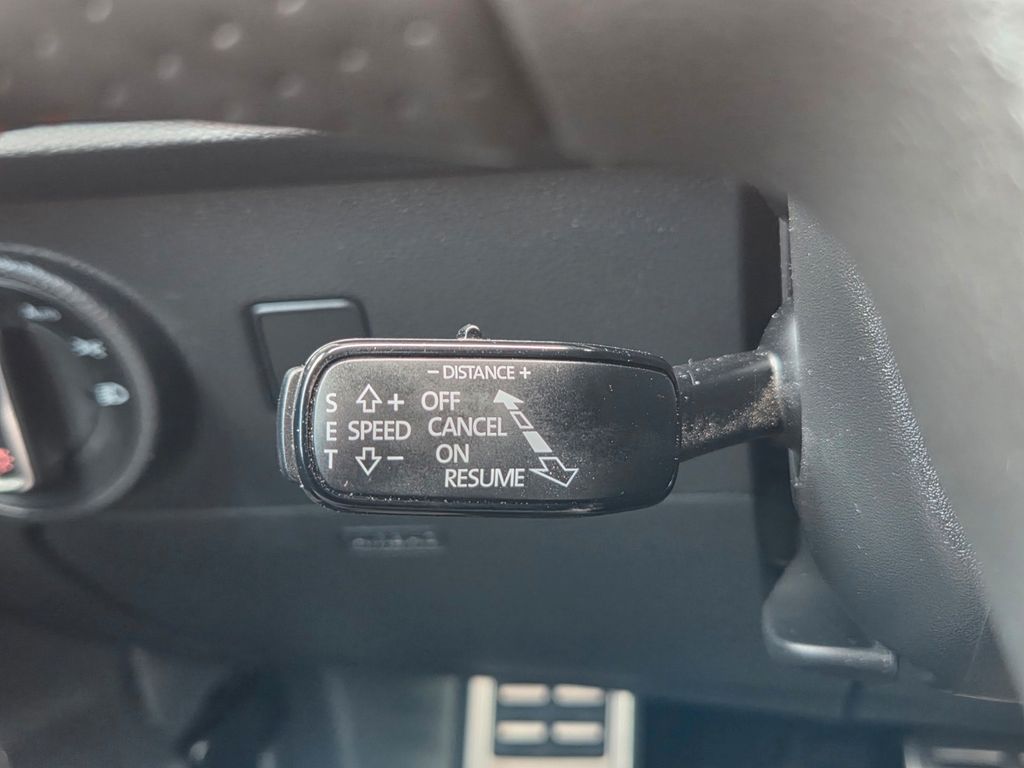 − DISTANCE +
S + OFF
E SPEED CANCEL
T − ON
RESUME